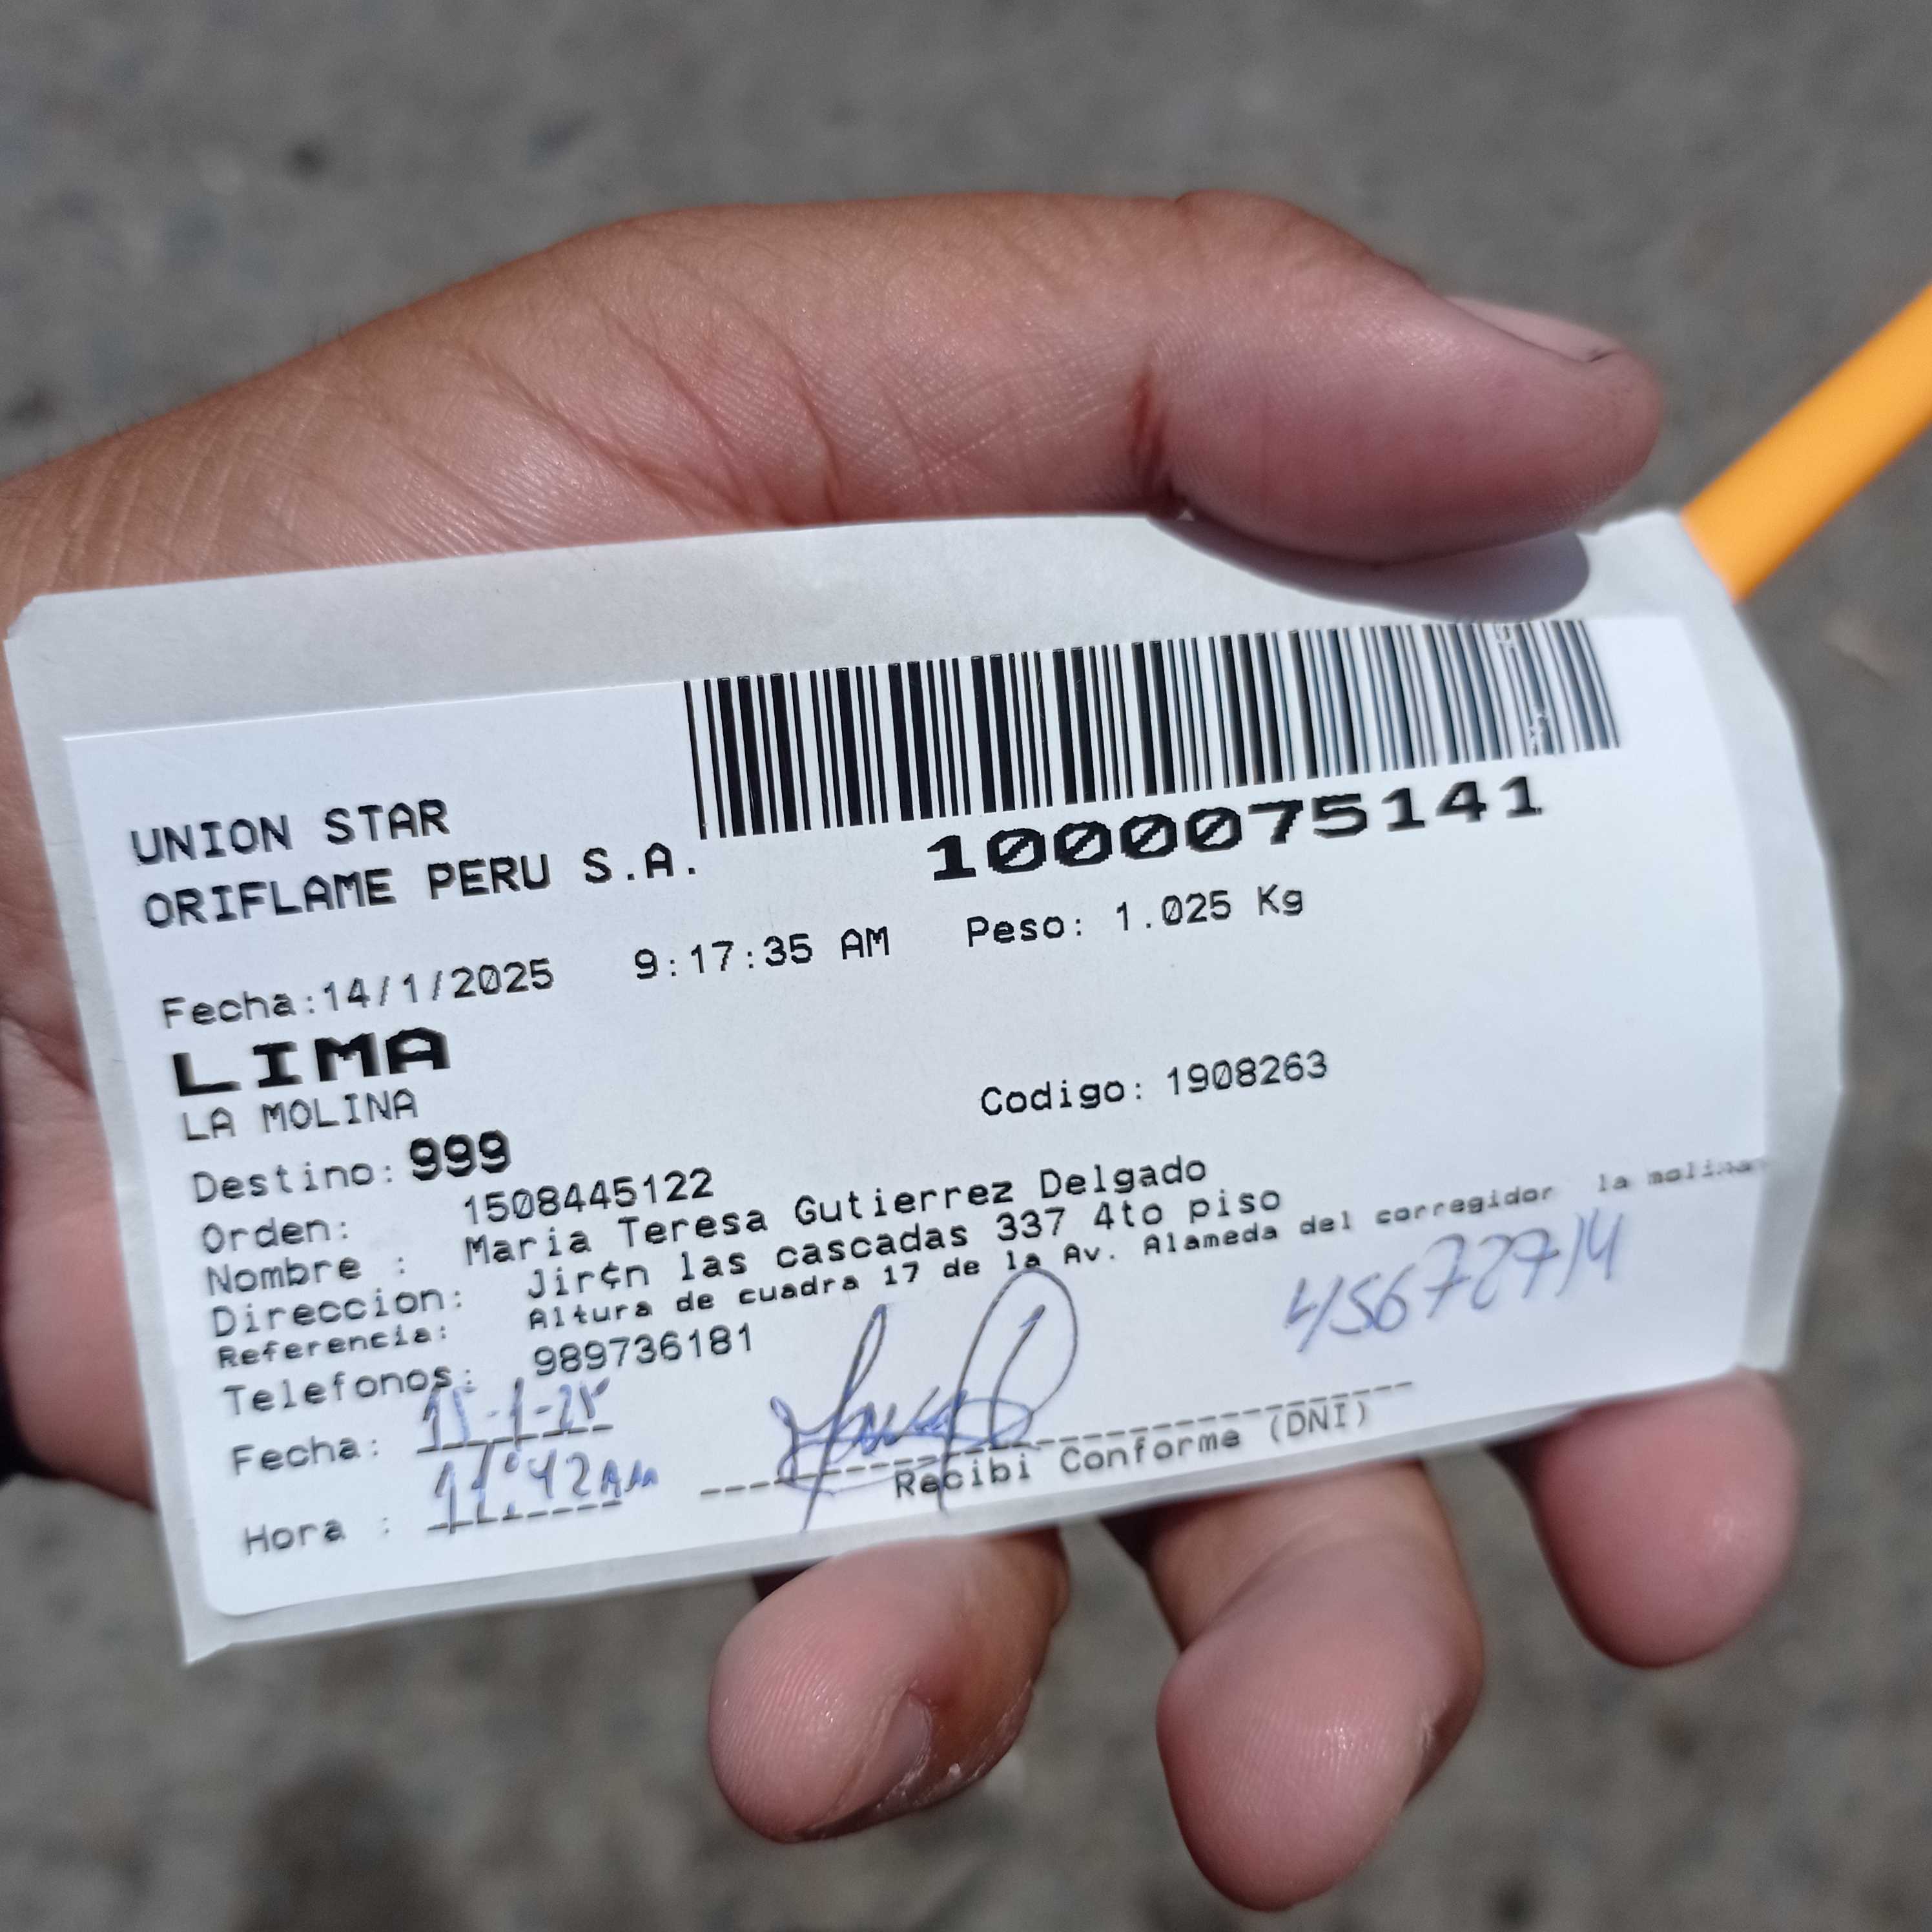 UNION STAR
ORIFLAME PERU S.A.
1000075141
Fecha:14/1/2025 9:17:35 AM Peso: 1.025 Kg
LIMA
LA MOLINA
Codigo: 1908263
Destino: 999
Orden: 1508445122
Nombre : Maria Teresa Gutierrez Delgado
Direccion: Jir¢n las cascadas 337 4to piso
Referencia: Altura de cuadra 17 de la Av. Alameda del corregidor la molina
Telefonos: 989736181
Fecha: 15-1-25
Hora : 11:42AM
Recibi Conforme (DNI)